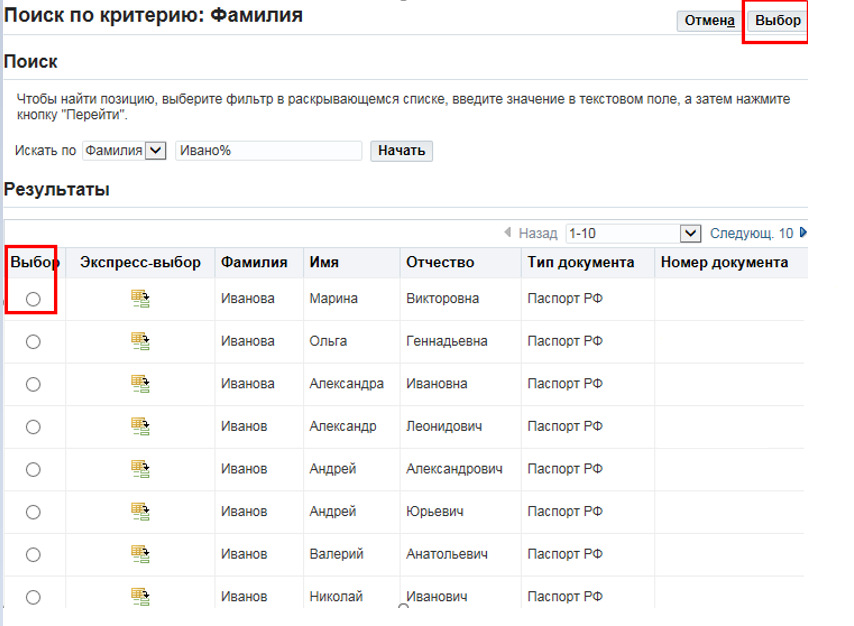 Поиск по критерию: Фамилия
Отмена Выбор
Поиск
Чтобы найти позицию, выберите фильтр в раскрывающемся списке, введите значение в текстовом поле, а затем нажмите
кнопку "Перейти".
Искать по Фамилия Ивано% Начать
Результаты
Назад 1-10 Следующ. 10
Выбор Экспресс-выбор Фамилия Имя Отчество Тип документа Номер документа
Иванова Марина Викторовна Паспорт РФ
Иванова Ольга Геннадьевна Паспорт РФ
Иванова Александра Ивановна Паспорт РФ
Иванов Александр Леонидович Паспорт РФ
Иванов Андрей Александрович Паспорт РФ
Иванов Андрей Юрьевич Паспорт РФ
Иванов Валерий Анатольевич Паспорт РФ
Иванов Николай Иванович Паспорт РФ